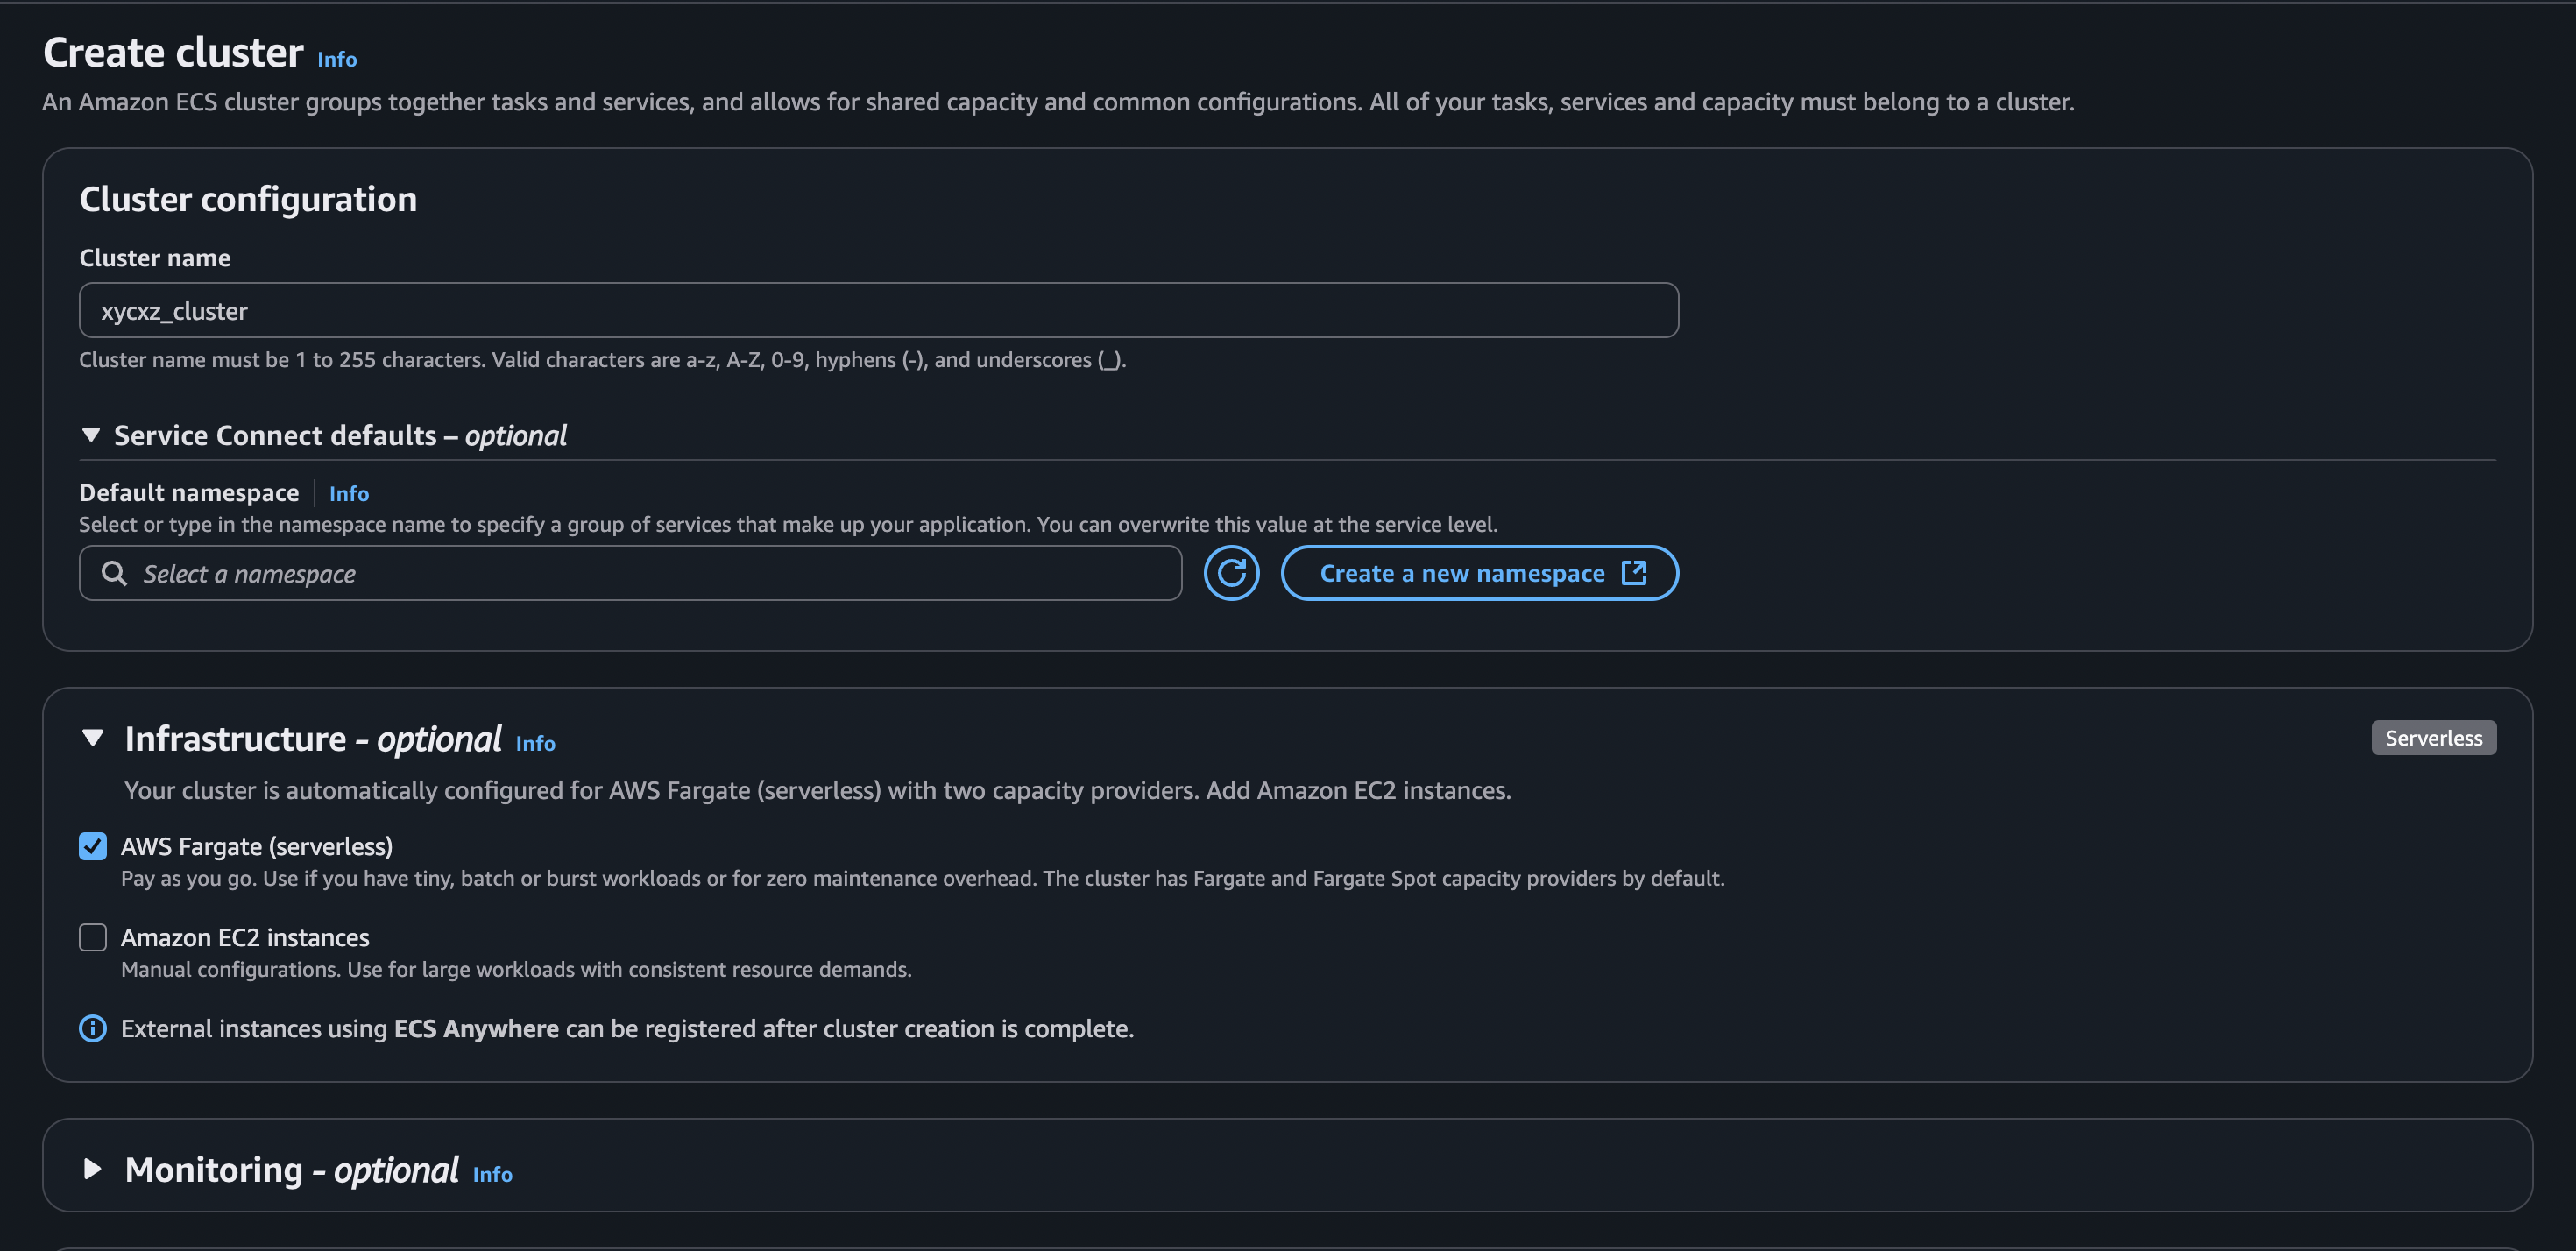 Create cluster Info
An Amazon ECS cluster groups together tasks and services, and allows for shared capacity and common configurations. All of your tasks, services and capacity must belong to a cluster.
Cluster configuration
Cluster name
xycxz_cluster
Cluster name must be 1 to 255 characters. Valid characters are a-z, A-Z, 0-9, hyphens (-), and underscores (_).
Service Connect defaults – optional
Default namespace Info
Select or type in the namespace name to specify a group of services that make up your application. You can overwrite this value at the service level.
Select a namespace Create a new namespace
Infrastructure - optional Info Serverless
Your cluster is automatically configured for AWS Fargate (serverless) with two capacity providers. Add Amazon EC2 instances.
AWS Fargate (serverless)
Pay as you go. Use if you have tiny, batch or burst workloads or for zero maintenance overhead. The cluster has Fargate and Fargate Spot capacity providers by default.
Amazon EC2 instances
Manual configurations. Use for large workloads with consistent resource demands.
External instances using ECS Anywhere can be registered after cluster creation is complete.
Monitoring - optional Info